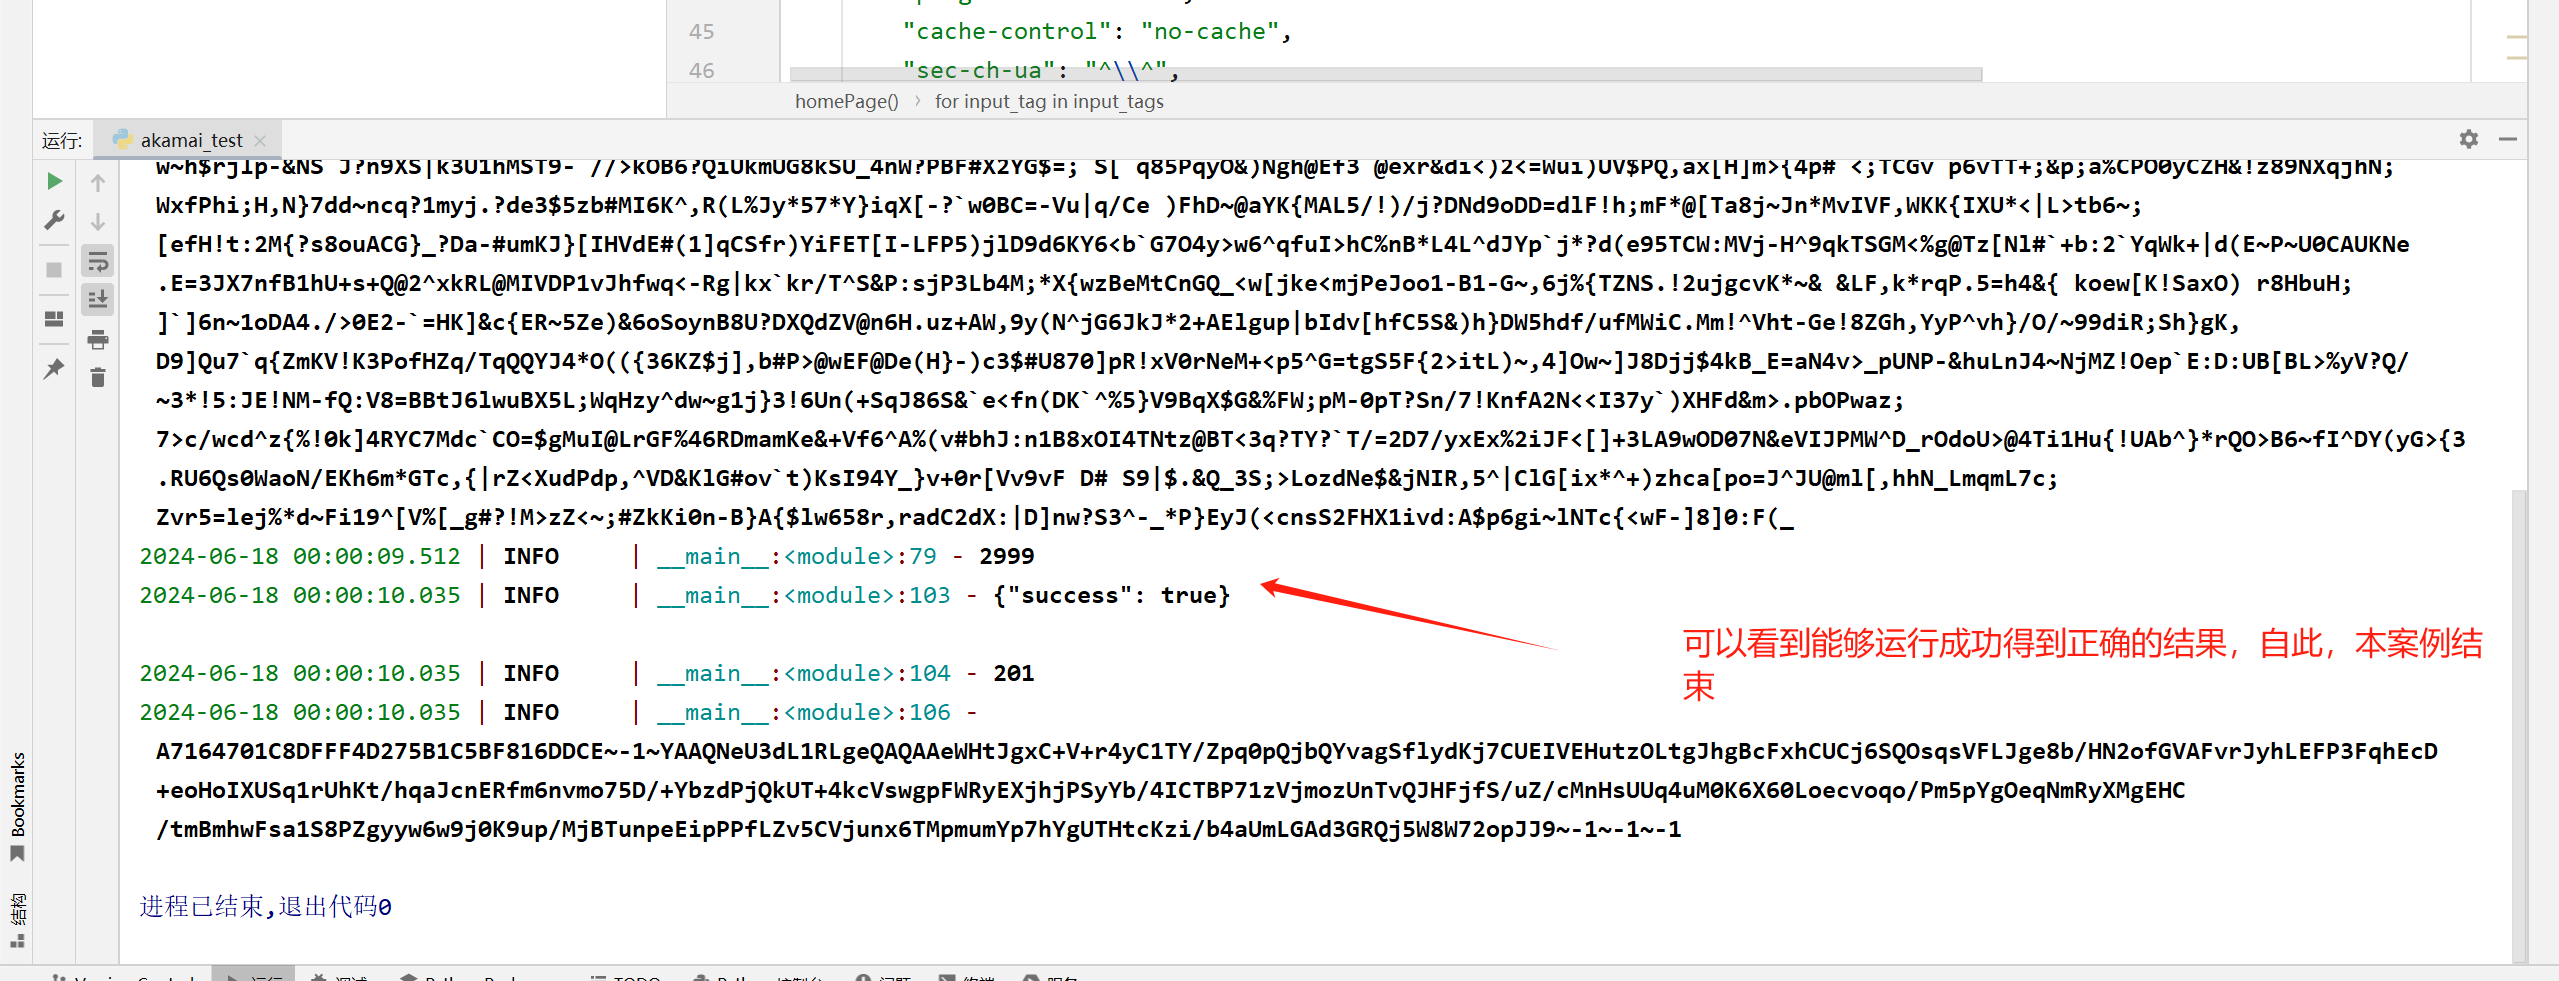 45 "cache-control": "no-cache",
46 "sec-ch-ua": "^\\^",
homePage() › for input_tag in input_tags
运行: akamai_test
w~h$rjIp-&NS J?n9XS|k3U1hMST9- //>kOB6?QiUkmUG8kSU_4nW?PBF#X2YG$=; S[ q85PqyO&)Ngh@Ef3 @exr&di<)2<=Wui)UV$PQ,ax[H]m>{4p# <;TCGv p6vTT+;&p;a%CPO0yCZH&!z89NXqjhN;
WxfPhi;H,N}7dd~ncq?1myj.?de3$5zb#MI6K^,R(L%Jy*57*Y}iqX[-?`w0BC=-Vu|q/Ce )FhD~@aYK{MAL5/!)/j?DNd9oDD=dlF!h;mF*@[Ta8j~Jn*MvIVF,WKK{IXU*<|L>tb6~;
[efH!t:2M{?s8ouACG}_?Da-#umKJ}[IHVdE#(1]qCSfr)YiFET[I-LFP5)jlD9d6KY6<b`G7O4y>w6^qfuI>hC%nB*L4L^dJYp`j*?d(e95TCW:MVj-H^9qkTSGM<%g@Tz[Nl#`+b:2`YqWk+|d(E~P~U0CAUKNe
.E=3JX7nfB1hU+s+Q@2^xkRL@MIVDP1vJhfwq<-Rg|kx`kr/T^S&P:sjP3Lb4M;*X{wzBeMtCnGQ_<w[jke<mjPeJoo1-B1-G~,6j%{TZNS.!2ujgcvK*~& &LF,k*rqP.5=h4&{ koew[K!SaxO) r8HbuH;
]`]6n~1oDA4./>0E2-`=HK]&c{ER~5Ze)&6oSoynB8U?DXQdZV@n6H.uz+AW,9y(N^jG6JkJ*2+AElgup|bIdv[hfC5S&)h}DW5hdf/ufMWiC.Mm!^Vht-Ge!8ZGh,YyP^vh}/O/~99diR;Sh}gK,
D9]Qu7`q{ZmKV!K3PofHZq/TqQQYJ4*O(({36KZ$j],b#P>@wEF@De(H}-)c3$#U870]pR!xV0rNeM+<p5^G=tgS5F{2>itL)~,4]Ow~]J8Djj$4kB_E=aN4v>_pUNP-&huLnJ4~NjMZ!Oep`E:D:UB[BL>%yV?Q/
~3*!5:JE!NM-fQ:V8=BBtJ6lwuBX5L;WqHzy^dw~g1j}3!6Un(+SqJ86S&`e<fn(DK`^%5}V9BqX$G&%FW;pM-0pT?Sn/7!KnfA2N<<I37y`)XHFd&m>.pbOPwaz;
7>c/wcd^z{%!0k]4RYC7Mdc`CO=$gMuI@LrGF%46RDmamKe&+Vf6^A%(v#bhJ:n1B8xOI4TNtz@BT<3q?TY?`T/=2D7/yxEx%2iJF<[]+3LA9wOD07N&eVIJPMW^D_rOdoU>@4Ti1Hu{!UAb^}*rQO>B6~fI^DY(yG>{3
.RU6Qs0WaoN/EKh6m*GTc,{|rZ<XudPdp,^VD&KlG#ov`t)KsI94Y_}v+0r[Vv9vF D# S9|$.&Q_3S;>LozdNe$&jNIR,5^|ClG[ix*^+)zhca[po=J^JU@ml[,hhN_LmqmL7c;
Zvr5=lej%*d~Fi19^[V%[_g#?!M>zZ<~;#ZkKi0n-B}A{$lw658r,radC2dX:|D]nw?S3^-_*P}EyJ(<cnsS2FHX1ivd:A$p6gi~lNTc{<wF-]8]0:F(_
2024-06-18 00:00:09.512 | INFO | __main__:<module>:79 - 2999
2024-06-18 00:00:10.035 | INFO | __main__:<module>:103 - {"success": true}
可以看到能够运行成功得到正确的结果，自此，本案例结
束
2024-06-18 00:00:10.035 | INFO | __main__:<module>:104 - 201
2024-06-18 00:00:10.035 | INFO | __main__:<module>:106 -
A7164701C8DFFF4D275B1C5BF816DDCE~-1~YAAQNeU3dL1RLgeQAQAAeWHtJgxC+V+r4yC1TY/Zpq0pQjbQYvagSflydKj7CUEIVEHutzOLtgJhgBcFxhCUCj6SQOsqsVFLJge8b/HN2ofGVAFvrJyhLEFP3FqhEcD
+eoHoIXUSq1rUhKt/hqaJcnERfm6nvmo75D/+YbzdPjQkUT+4kcVswgpFWRyEXjhjPSyYb/4ICTBP71zVjmozUnTvQJHFjfS/uZ/cMnHsUUq4uM0K6X60Loecvoqo/Pm5pYgOeqNmRyXMgEHC
/tmBmhwFsa1S8PZgyyw6w9j0K9up/MjBTunpeEipPPfLZv5CVjunx6TMpmumYp7hYgUTHtcKzi/b4aUmLGAd3GRQj5W8W72opJJ9~-1~-1~-1
进程已结束,退出代码0
Bookmarks
结构